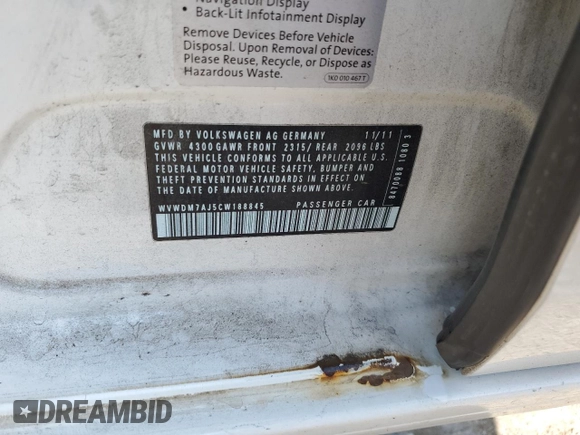 Navigation Display
• Back-Lit Infotainment Display
Remove Devices Before Vehicle
Disposal. Upon Removal of Devices:
Please Reuse, Recycle, or Dispose as
Hazardous Waste.
1K0 010 467 T
MFD BY VOLKSWAGEN AG GERMANY 11/11
GVWR 4300 GAWR FRONT 2315/ REAR 2096 LBS
THIS VEHICLE CONFORMS TO ALL APPLICABLE U.S.
FEDERAL MOTOR VEHICLE SAFETY, BUMPER AND
THEFT PREVENTION STANDARDS IN EFFECT ON THE
DATE OF MANUFACTURE SHOWN ABOVE.
WVWDM7AJ5CW188845 PASSENGER CAR
8470088 1080 3
DREAMBID